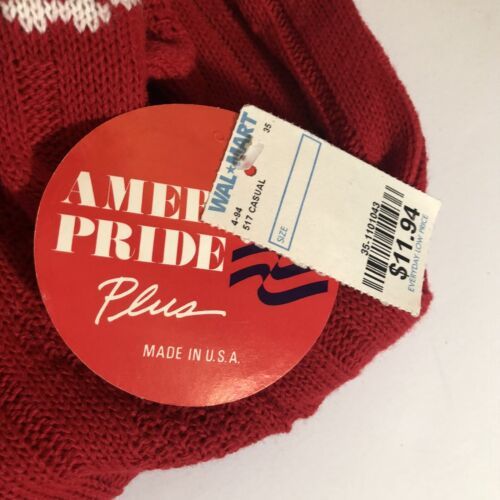 AMER
PRIDE
Plus
MADE IN U.S.A.
WAL★MART
35
4-94
517 CASUAL
SIZE
35-1101043
$11.94
EVERYDAY LOW PRICE